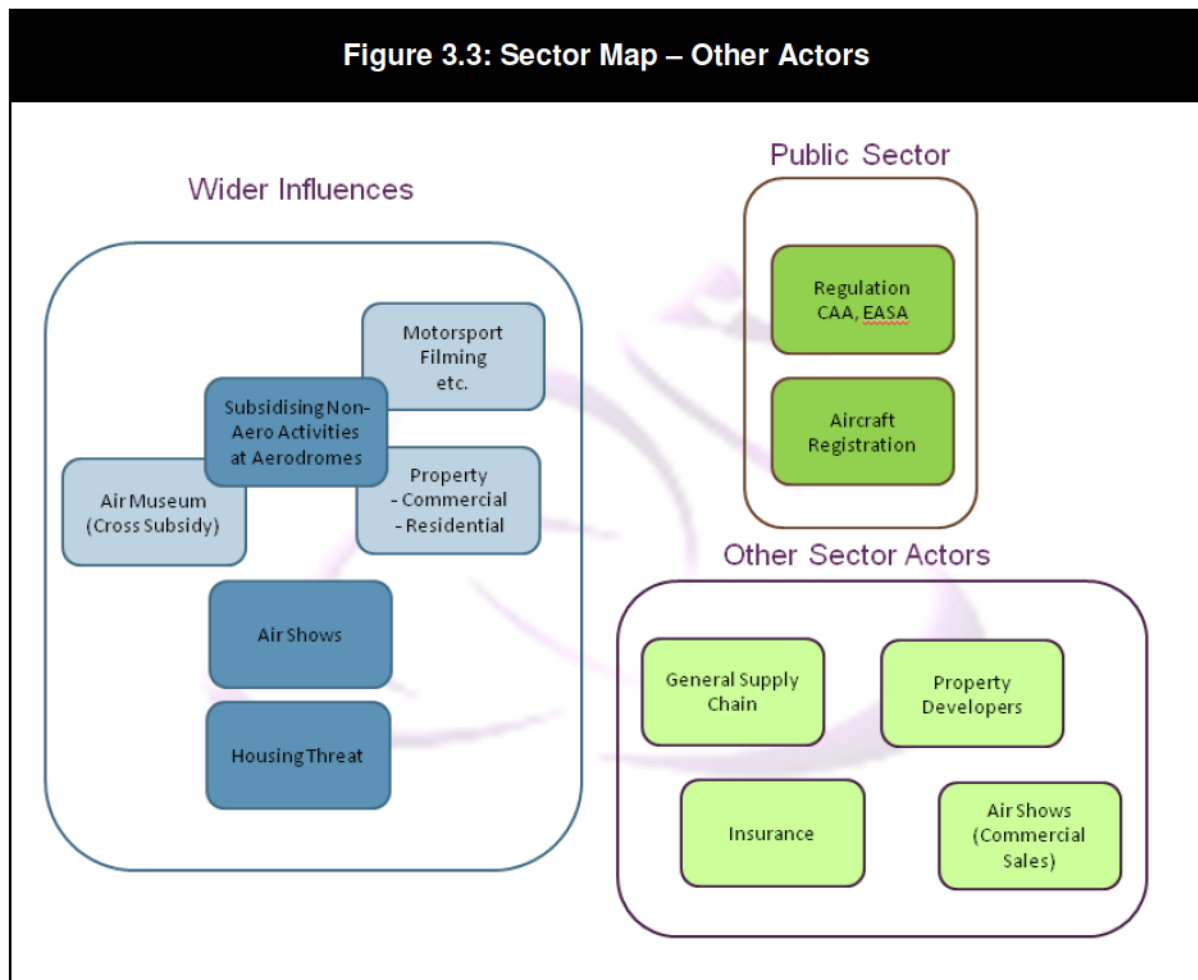 Figure 3.3: Sector Map – Other Actors
Wider Influences
Motorsport
Filming
etc.
Subsidising Non-
Aero Activities
at Aerodromes
Air Museum
(Cross Subsidy)
Property
- Commercial
- Residential
Air Shows
Housing Threat
Public Sector
Regulation
CAA, EASA
Aircraft
Registration
Other Sector Actors
General Supply
Chain
Property
Developers
Insurance
Air Shows
(Commercial
Sales)